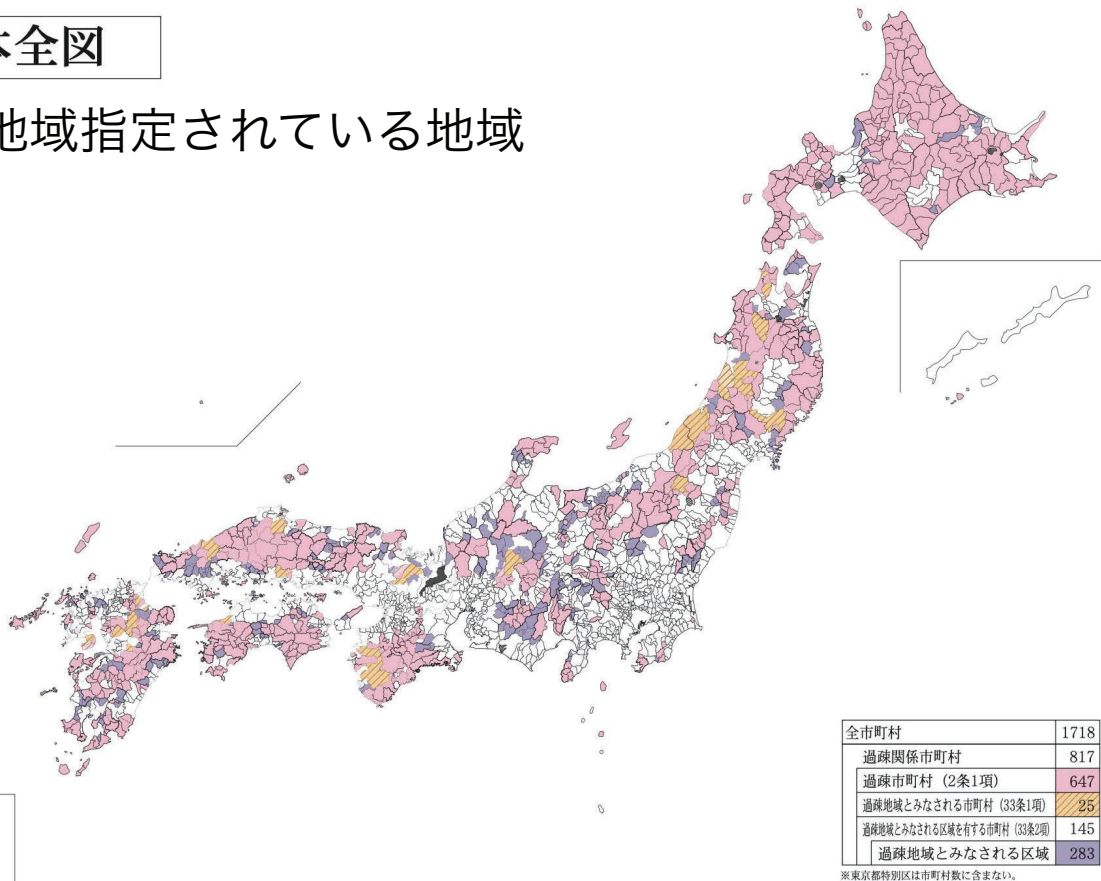 本全図
地域指定されている地域
全市町村 1718
過疎関係市町村 817
過疎市町村 (2条1項) 647
過疎地域とみなされる市町村 (33条1項) 25
過疎地域とみなされる区域を有する市町村 (33条2項) 145
過疎地域とみなされる区域 283
※東京都特別区は市町村数に含まない。